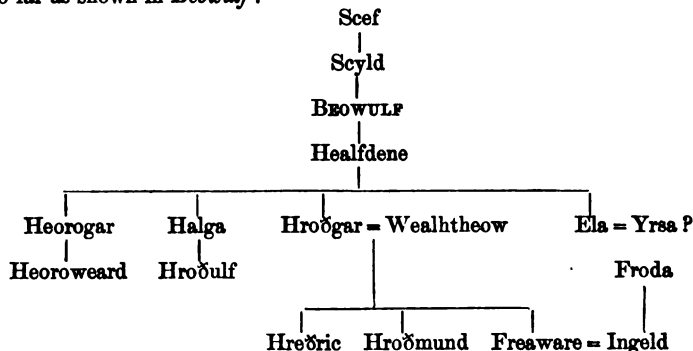 so far as shown in Beowulf:
Scef
Scyld
BEOWULF
Healfdene
Heorogar Halga Hroðgar = Wealhtheow Ela = Yrsa ?
Heoroweard Hroðulf Froda
Hreðric Hroðmund Freaware = Ingeld